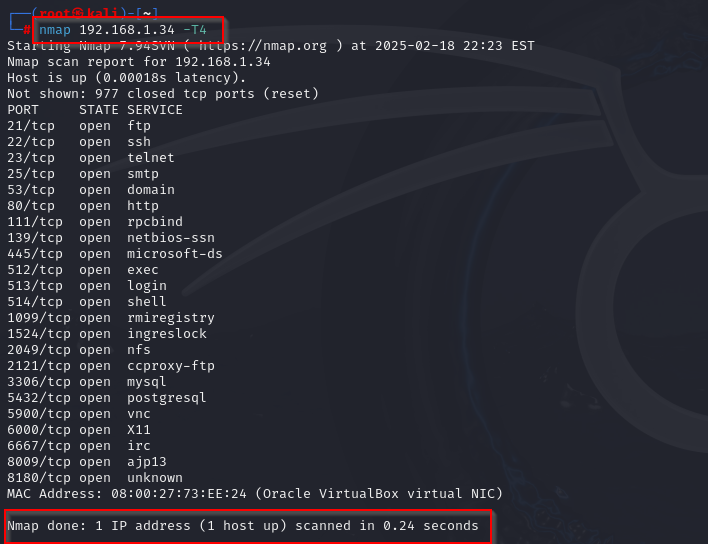 ┌──(root㉿kali)-[~]
└─# nmap 192.168.1.34 -T4
Starting Nmap 7.94SVN ( https://nmap.org ) at 2025-02-18 22:23 EST
Nmap scan report for 192.168.1.34
Host is up (0.00018s latency).
Not shown: 977 closed tcp ports (reset)
PORT     STATE SERVICE
21/tcp   open  ftp
22/tcp   open  ssh
23/tcp   open  telnet
25/tcp   open  smtp
53/tcp   open  domain
80/tcp   open  http
111/tcp  open  rpcbind
139/tcp  open  netbios-ssn
445/tcp  open  microsoft-ds
512/tcp  open  exec
513/tcp  open  login
514/tcp  open  shell
1099/tcp open  rmiregistry
1524/tcp open  ingreslock
2049/tcp open  nfs
2121/tcp open  ccproxy-ftp
3306/tcp open  mysql
5432/tcp open  postgresql
5900/tcp open  vnc
6000/tcp open  X11
6667/tcp open  irc
8009/tcp open  ajp13
8180/tcp open  unknown
MAC Address: 08:00:27:73:EE:24 (Oracle VirtualBox virtual NIC)
Nmap done: 1 IP address (1 host up) scanned in 0.24 seconds